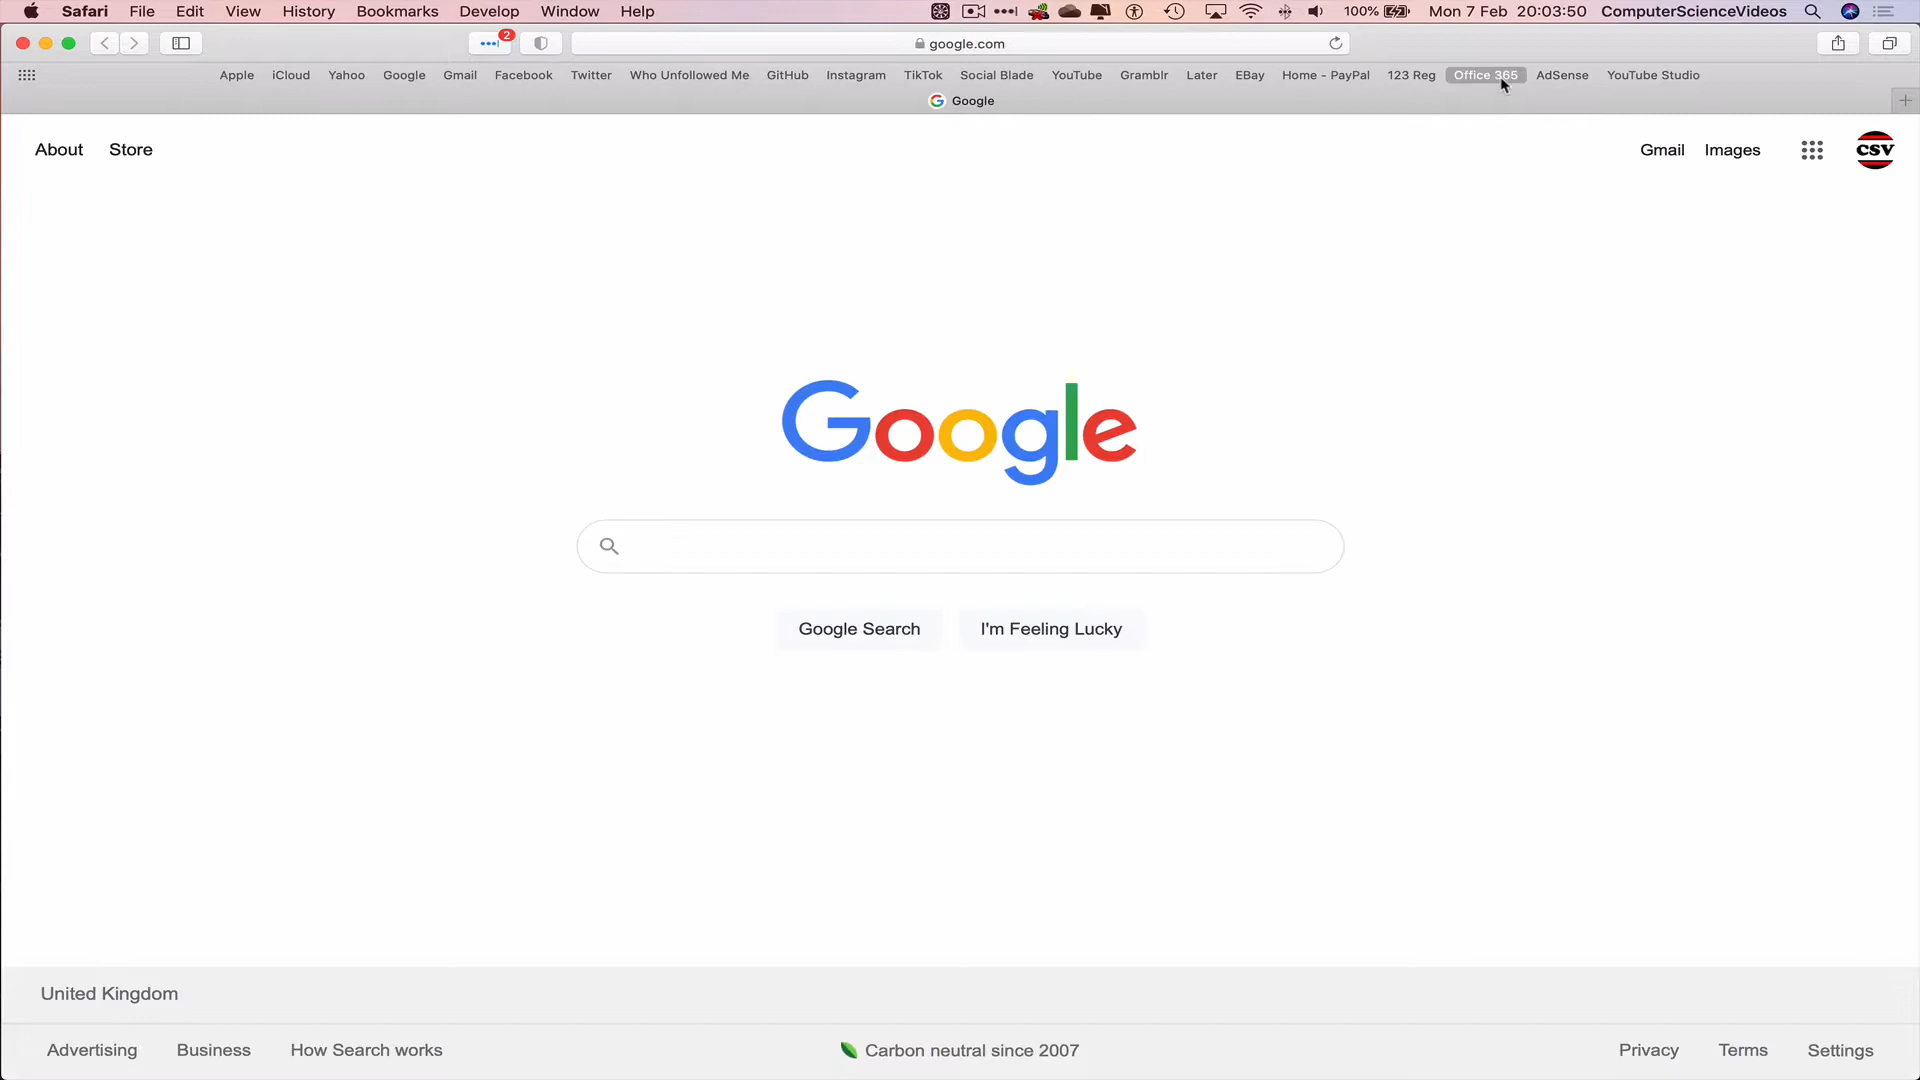 Safari File Edit View History Bookmarks Develop Window Help 100% Mon 7 Feb 20:03:50 ComputerScienceVideos
2
google.com
Apple iCloud Yahoo Google Gmail Facebook Twitter Who Unfollowed Me GitHub Instagram TikTok Social Blade YouTube Gramblr Later EBay Home - PayPal 123 Reg Office 365 AdSense YouTube Studio
Google
About Store Gmail Images CSV
Google
Google Search I'm Feeling Lucky
United Kingdom
Advertising Business How Search works Carbon neutral since 2007 Privacy Terms Settings